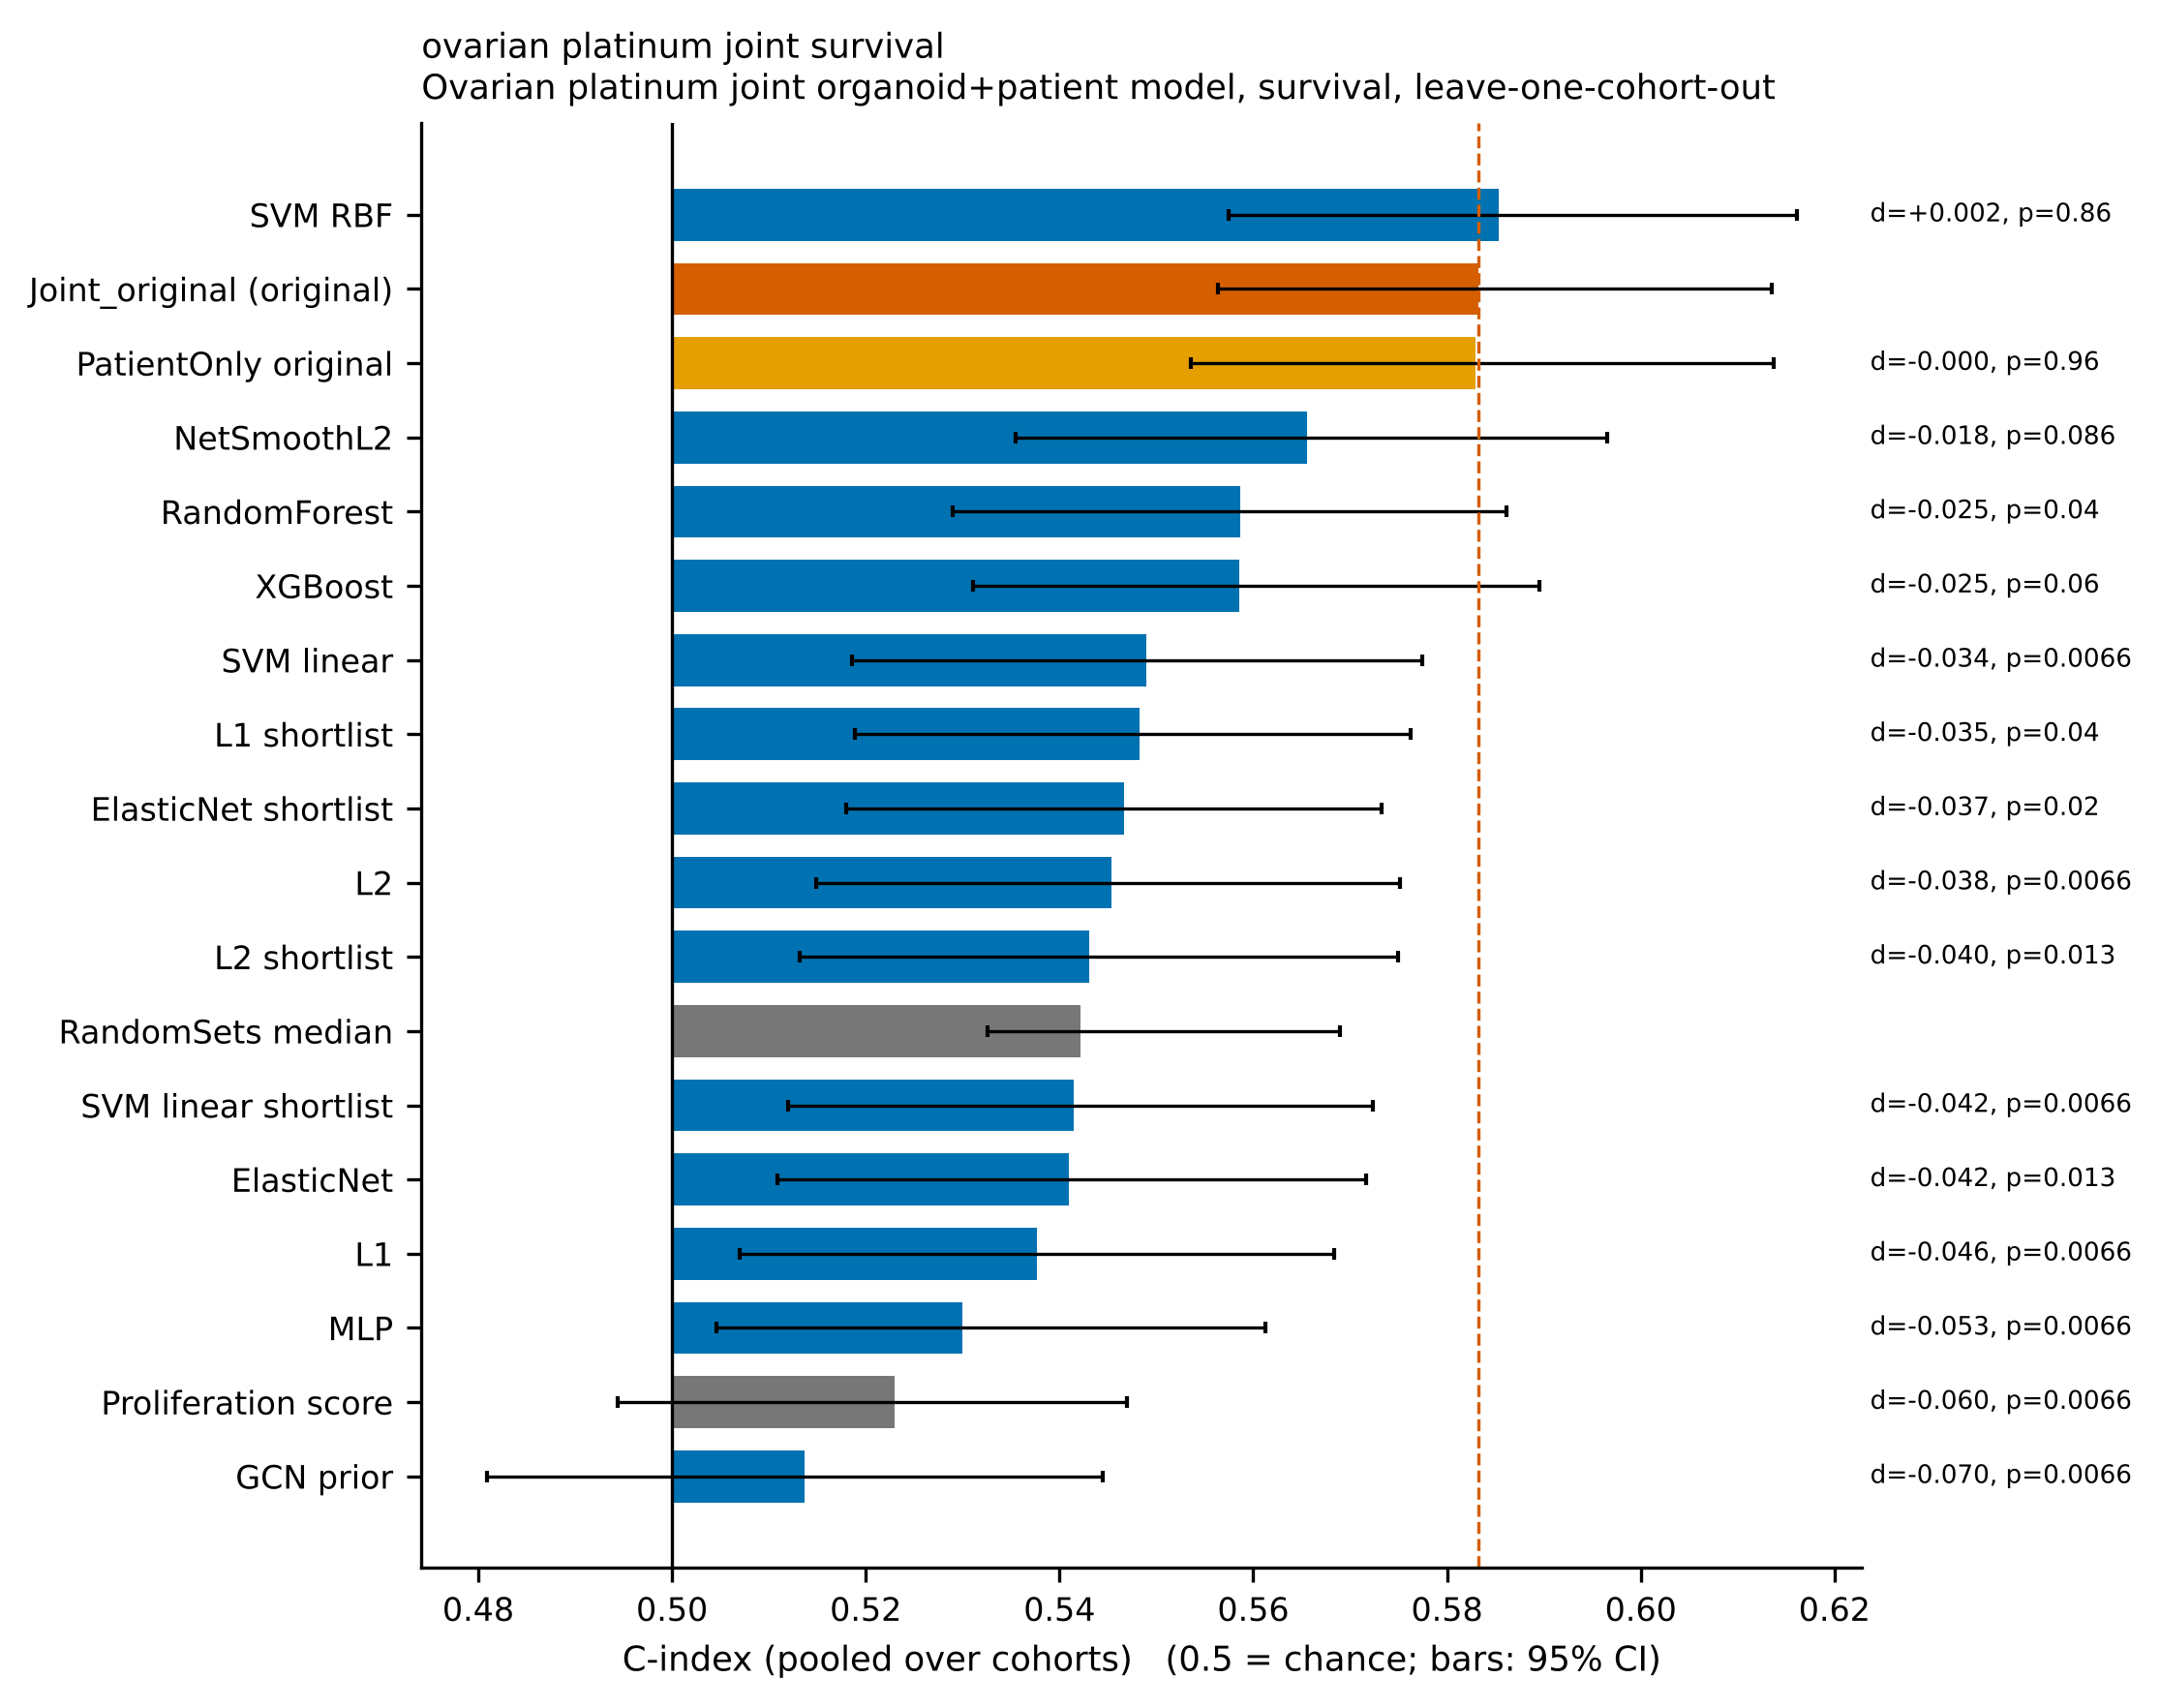 ovarian platinum joint survival
Ovarian platinum joint organoid+patient model, survival, leave-one-cohort-out
SVM RBF d=+0.002, p=0.86
Joint_original (original)
PatientOnly original d=-0.000, p=0.96
NetSmoothL2 d=-0.018, p=0.086
RandomForest d=-0.025, p=0.04
XGBoost d=-0.025, p=0.06
SVM linear d=-0.034, p=0.0066
L1 shortlist d=-0.035, p=0.04
ElasticNet shortlist d=-0.037, p=0.02
L2 d=-0.038, p=0.0066
L2 shortlist d=-0.040, p=0.013
RandomSets median
SVM linear shortlist d=-0.042, p=0.0066
ElasticNet d=-0.042, p=0.013
L1 d=-0.046, p=0.0066
MLP d=-0.053, p=0.0066
Proliferation score d=-0.060, p=0.0066
GCN prior d=-0.070, p=0.0066
0.48 0.50 0.52 0.54 0.56 0.58 0.60 0.62
C-index (pooled over cohorts) (0.5 = chance; bars: 95% CI)